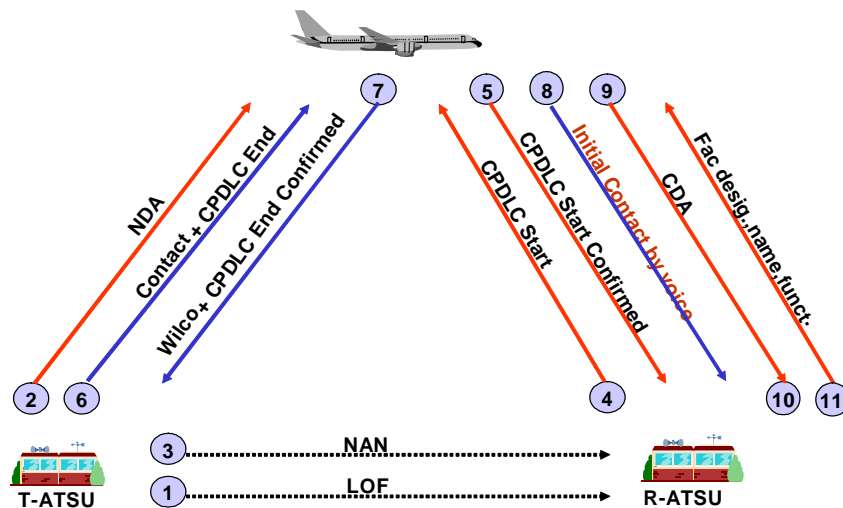 7
5
8
9
NDA
Contact + CPDLC End
Wilco+ CPDLC End Confirmed
CPDLC Start
CPDLC Start Confirmed
Initial Contact by voice
CDA
Fac desig.,name,funct.
2
6
4
10
11
3
NAN
1
LOF
T-ATSU
R-ATSU